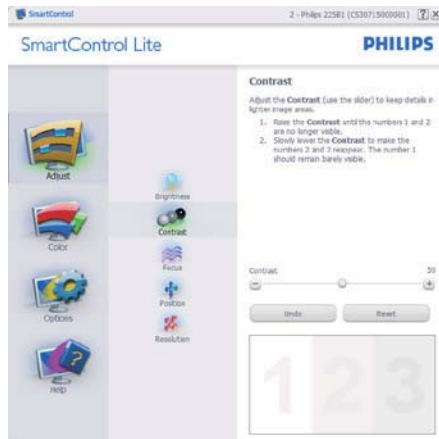 SmartControl
2 - Philips 225B1 (CS30715000001)
SmartControl Lite
PHILIPS
Adjust
Color
Options
Help
Brightness
Contrast
Focus
Position
Resolution
Contrast
Adjust the Contrast (use the slider) to keep details in
lighter image areas.
1. Raise the Contrast until the numbers 1 and 2
are no longer visible.
2. Slowly lower the Contrast to make the
numbers 2 and 3 reappear. The number 1
should remain barely visible.
Contrast
50
Undo
Reset
1 2 3